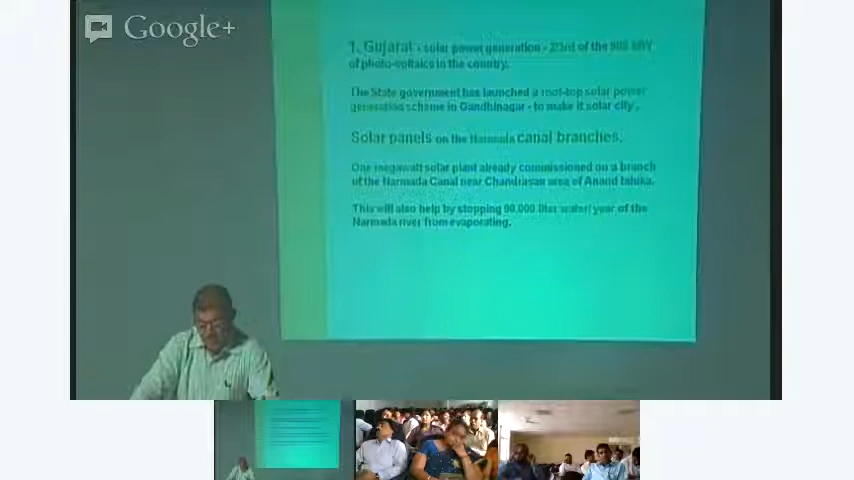 Google+
1. Gujarat - solar power generation - 2/3rd of the 900 MW
of photo-voltaics in the country.
The State government has launched a roof-top solar power
generation scheme in Gandhinagar - to make it solar city.
Solar panels on the Narmada canal branches.
One megawatt solar plant already commissioned on a branch
of the Narmada Canal near Chandrasan area of Anand taluka.
This will also help by stopping 90,000 liter water/ year of the
Narmada river from evaporating.